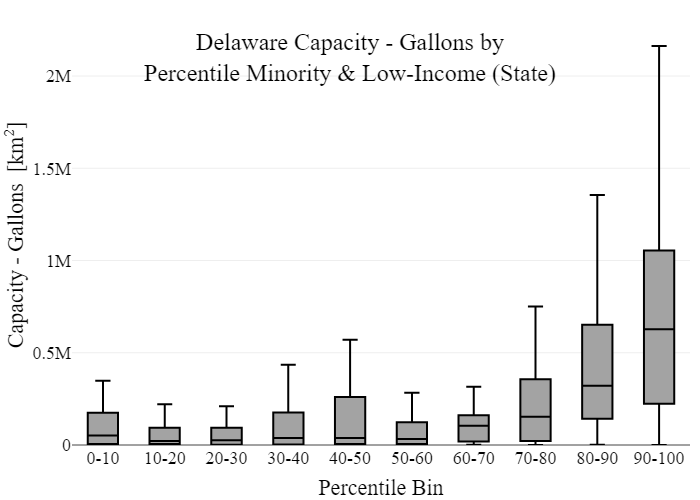 Delaware Capacity - Gallons by
Percentile Minority & Low-Income (State)
Capacity - Gallons [km²]
2M
1.5M
1M
0.5M
0
0-10 10-20 20-30 30-40 40-50 50-60 60-70 70-80 80-90 90-100
Percentile Bin